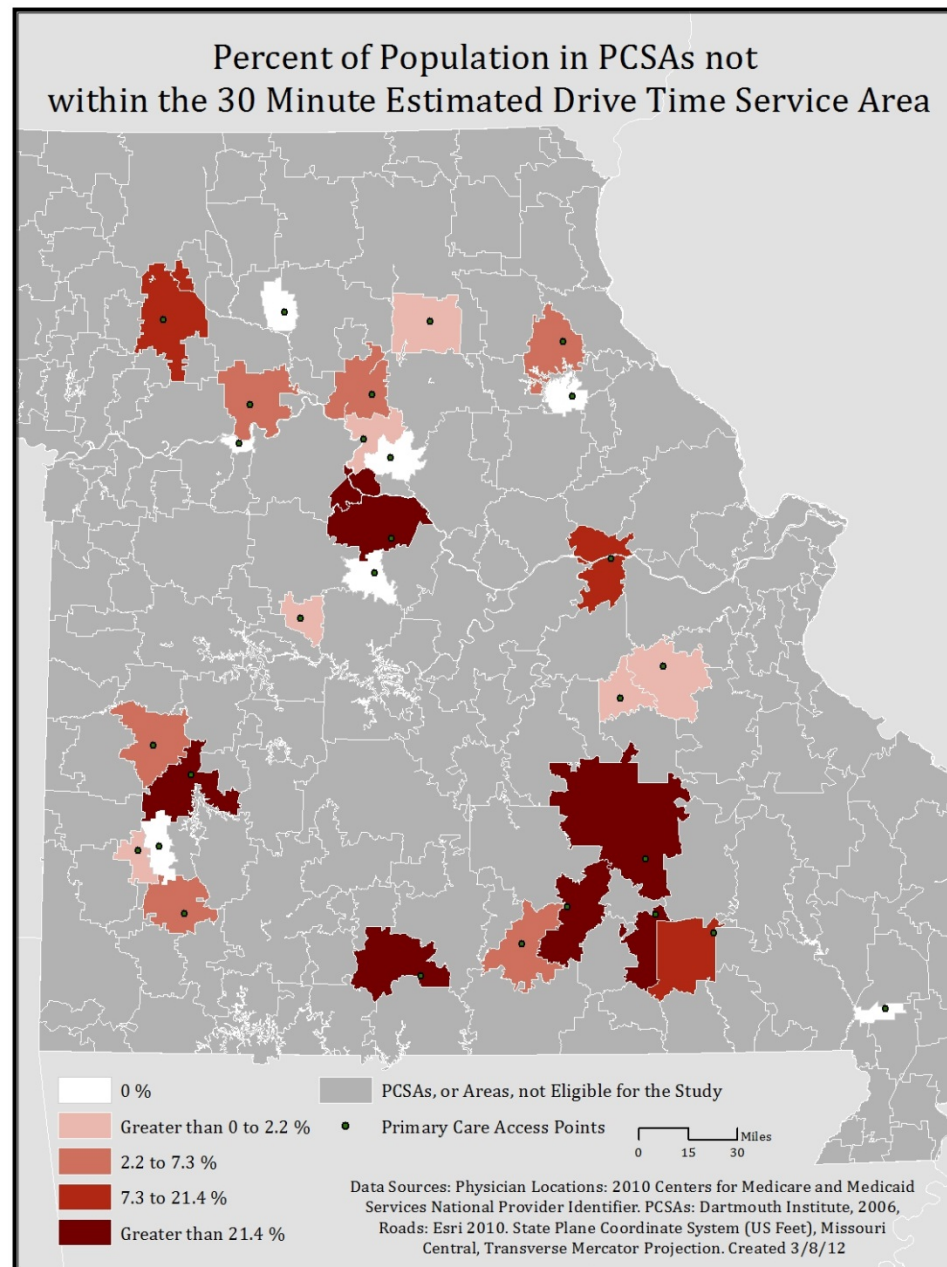 Percent of Population in PCSAs not
within the 30 Minute Estimated Drive Time Service Area
0 %
Greater than 0 to 2.2 %
2.2 to 7.3 %
7.3 to 21.4 %
Greater than 21.4 %
PCSAs, or Areas, not Eligible for the Study
Primary Care Access Points
Miles
0 15 30
Data Sources: Physician Locations: 2010 Centers for Medicare and Medicaid
Services National Provider Identifier. PCSAs: Dartmouth Institute, 2006,
Roads: Esri 2010. State Plane Coordinate System (US Feet), Missouri
Central, Transverse Mercator Projection. Created 3/8/12